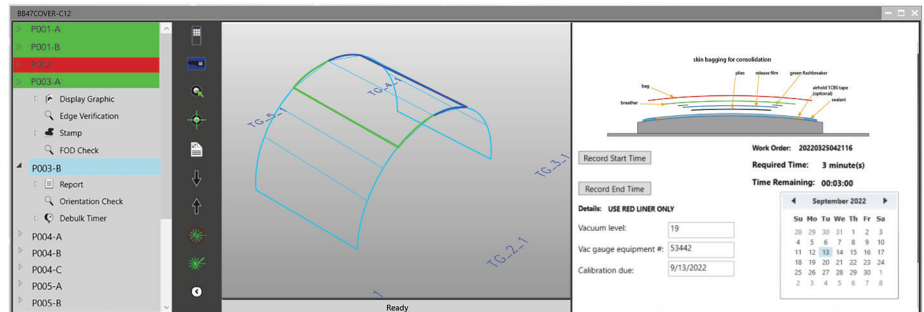 BB47COVER-C12
P001-A
P001-B
P002
P003-A
Display Graphic
Edge Verification
Stamp
FOD Check
P003-B
Report
Orientation Check
Debulk Timer
P004-A
P004-B
P004-C
P005-A
P005-B
TG_5_1
TG_4_1
TG_3_1
TG_2_1
1
Ready
skin bagging for consolidation
plies
release film
green flashbreaker
bag
airhold TCBS tape
(optional)
breather
sealant
Record Start Time
Work Order: 20220325042116
Required Time: 3 minute(s)
Record End Time
Time Remaining: 00:03:00
Details: USE RED LINER ONLY
Vacuum level: 19
Vac gauge equipment #: 53442
Calibration due: 9/13/2022
September 2022
Su Mo Tu We Th Fr Sa
28 29 30 31 1 2 3
4 5 6 7 8 9 10
11 12 13 14 15 16 17
18 19 20 21 22 23 24
25 26 27 28 29 30 1
2 3 4 5 6 7 8